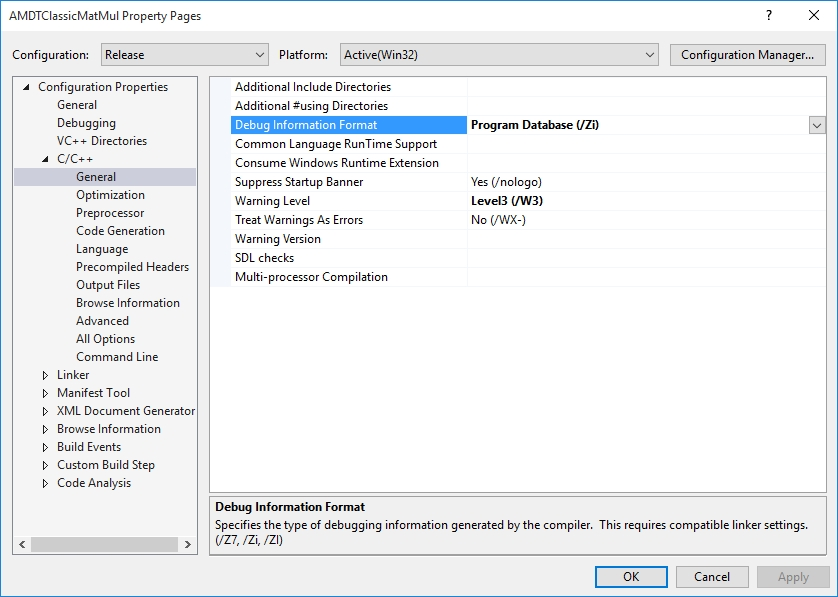 AMDTClassicMatMul Property Pages
?
Configuration: Release Platform: Active(Win32) Configuration Manager...
Configuration Properties
General
Debugging
VC++ Directories
C/C++
General
Optimization
Preprocessor
Code Generation
Language
Precompiled Headers
Output Files
Browse Information
Advanced
All Options
Command Line
Linker
Manifest Tool
XML Document Generator
Browse Information
Build Events
Custom Build Step
Code Analysis
Additional Include Directories
Additional #using Directories
Debug Information Format Program Database (/Zi)
Common Language RunTime Support
Consume Windows Runtime Extension
Suppress Startup Banner Yes (/nologo)
Warning Level Level3 (/W3)
Treat Warnings As Errors No (/WX-)
Warning Version
SDL checks
Multi-processor Compilation
Debug Information Format
Specifies the type of debugging information generated by the compiler.  This requires compatible linker settings.
(/Z7, /Zi, /ZI)
OK Cancel Apply